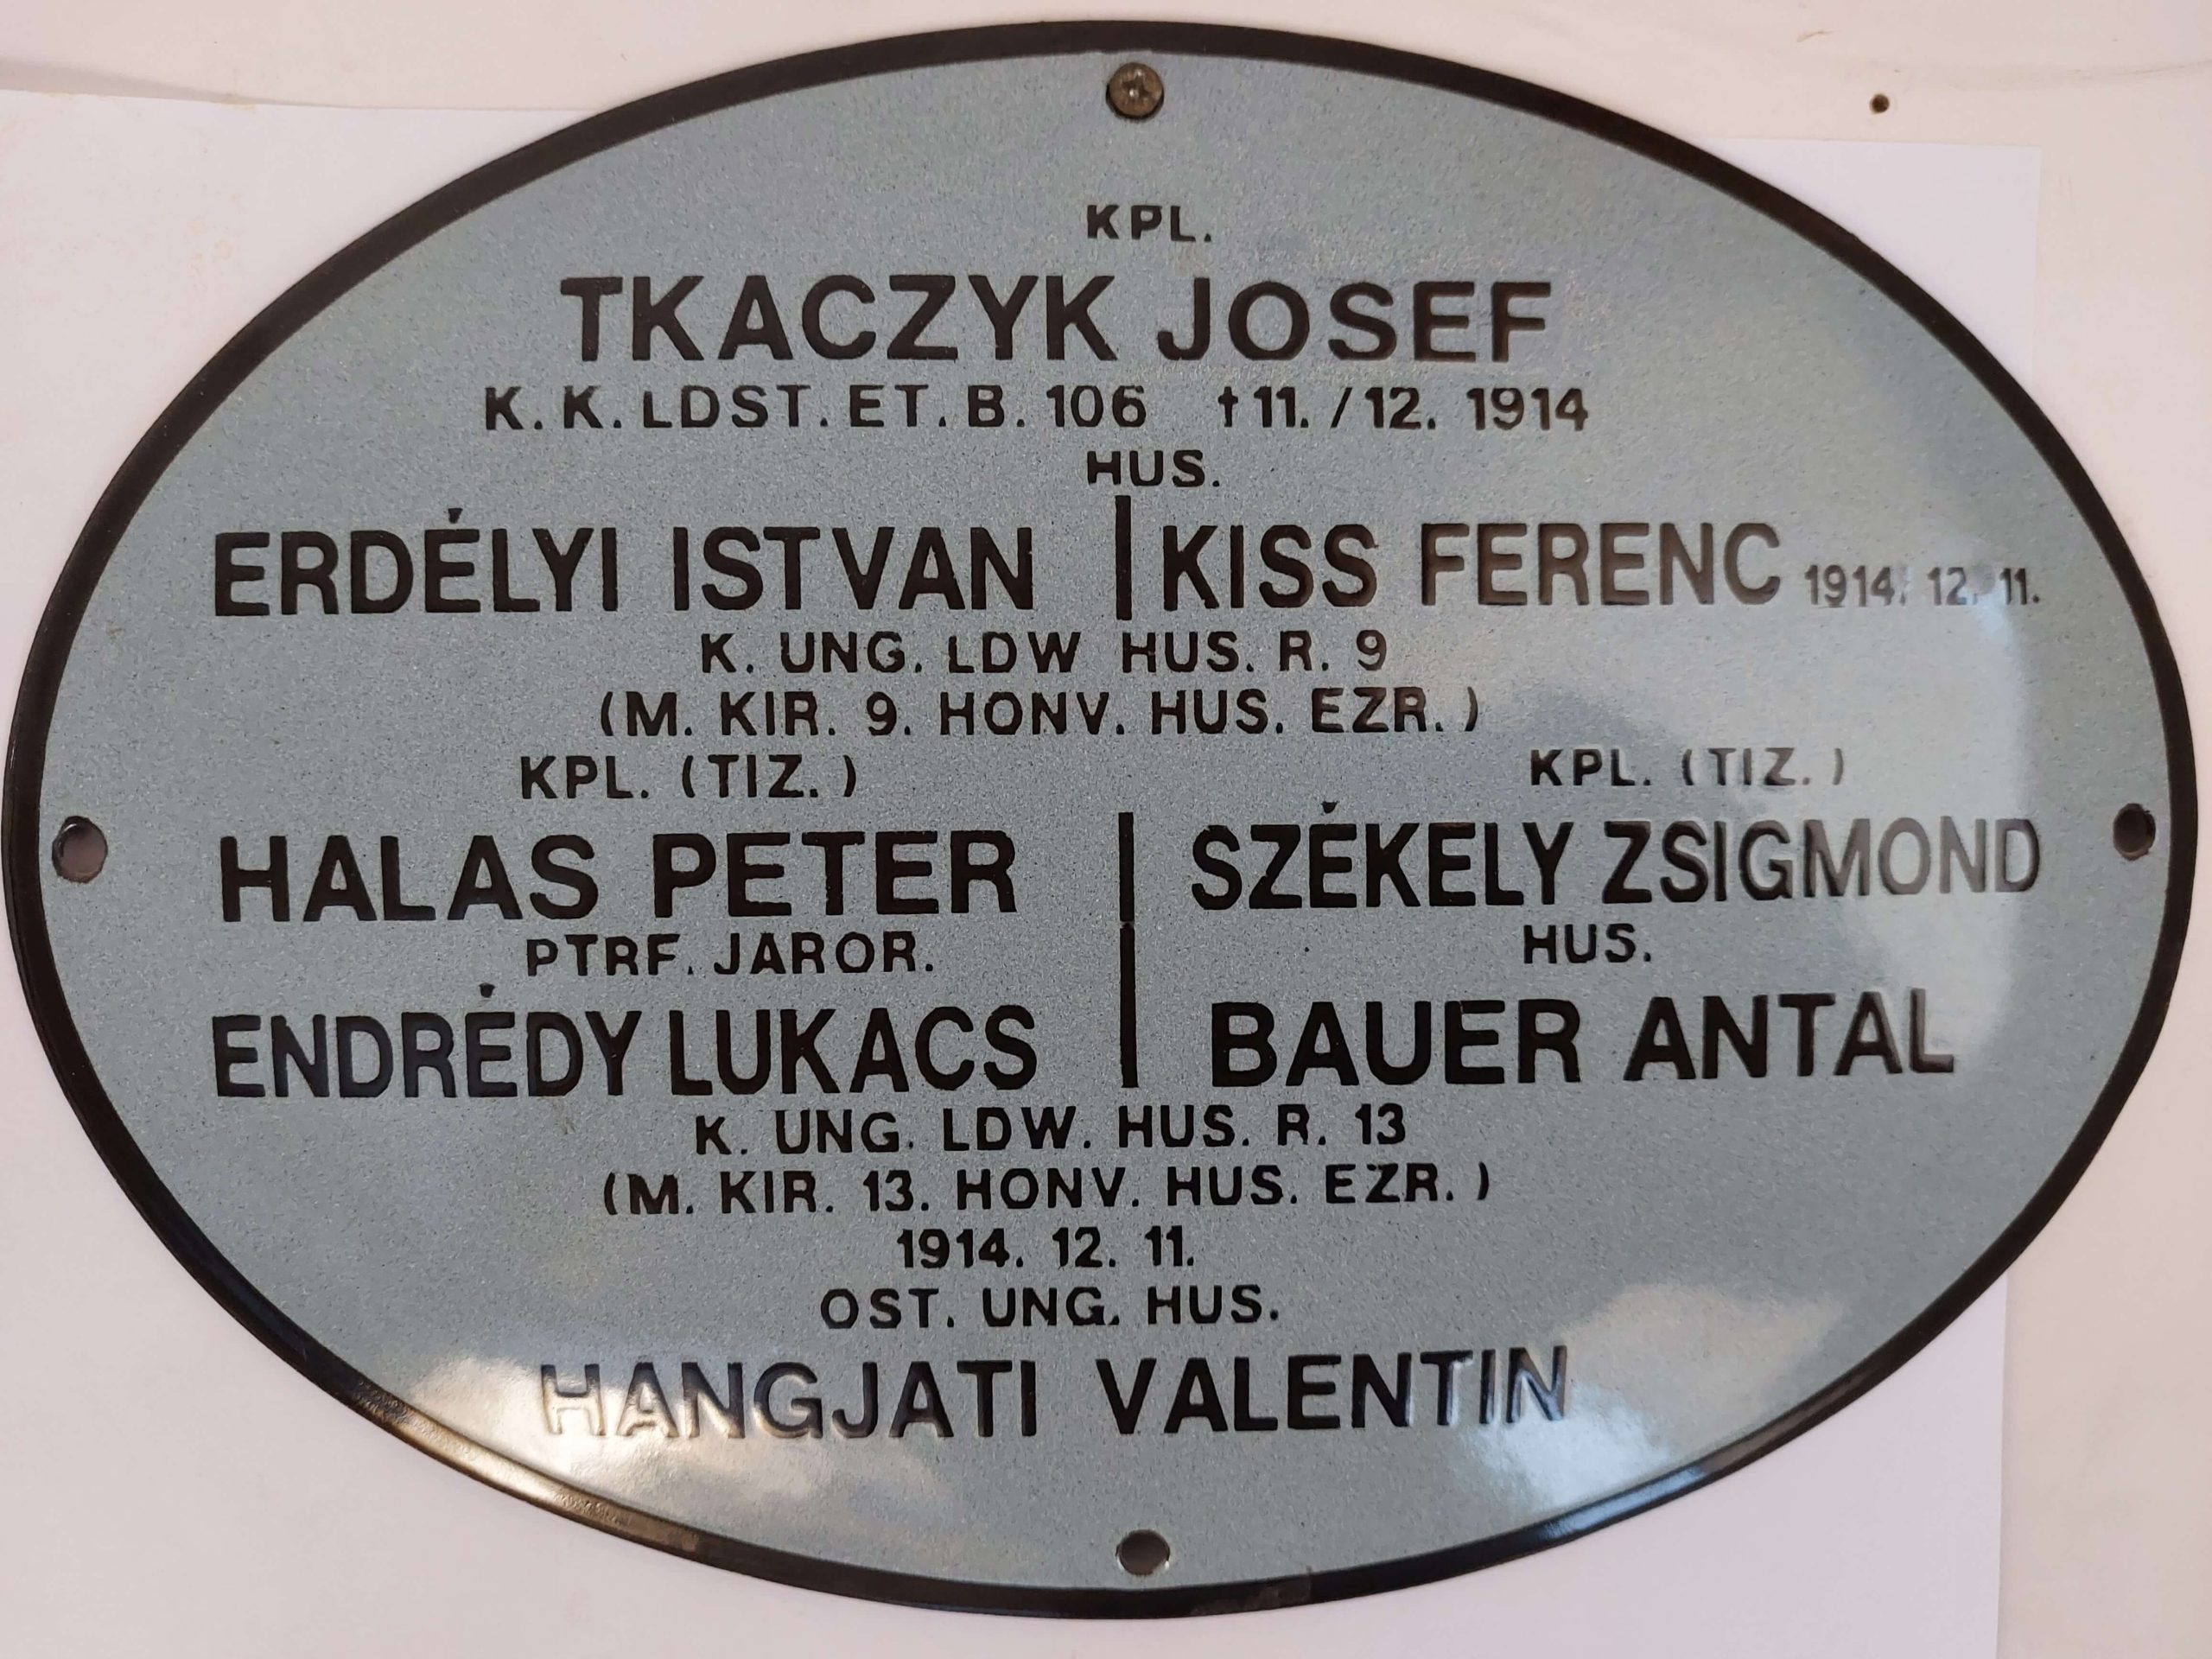 KPL.
TKACZYK JOSEF
K. K. LDST. ET. B. 106 †11. /12. 1914
HUS.
ERDÉLYI ISTVAN | KISS FERENC 1914. 12. 11.
K. UNG. LDW HUS. R. 9
(M. KIR. 9. HONV. HUS. EZR. )
KPL. (TIZ. ) KPL. (TIZ. )
HALAS PETER | SZÉKELY ZSIGMOND
PTRF. JAROR. HUS.
ENDRÉDY LUKACS | BAUER ANTAL
K. UNG. LDW. HUS. R. 13
(M. KIR. 13. HONV. HUS. EZR. )
1914. 12. 11.
OST. UNG. HUS.
HANGJATI VALENTIN